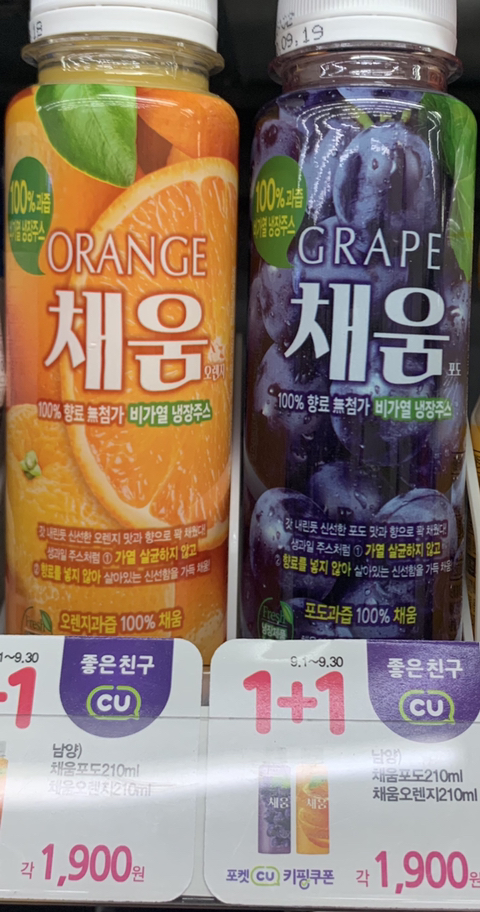 09.19
100% 과즙
비가열 냉장주스
ORANGE
채움
오렌지
100% 향료 無첨가 비가열 냉장주스
갓 내린듯 신선한 오렌지 맛과 향으로 꽉 채웠다!
생과일 주스처럼 ① 가열 살균하지 않고
② 향료를 넣지 않아 살아있는 신선함을 가득 채움!
오렌지과즙 100% 채움
100% 과즙
비가열 냉장주스
GRAPE
채움
포도
100% 향료 無첨가 비가열 냉장주스
갓 내린듯 신선한 포도 맛과 향으로 꽉 채웠다!
생과일 주스처럼 ① 가열 살균하지 않고
② 향료를 넣지 않아 살아있는 신선함을 가득 채움!
포도과즙 100% 채움
1~9.30
+1
좋은 친구
CU
남양)
채움포도210ml
채움오렌지210ml
각 1,900원
9.1~9.30
1+1
좋은 친구
CU
남양)
채움포도210ml
채움오렌지210ml
채움
채움
포켓 CU 키핑쿠폰
각 1,900원